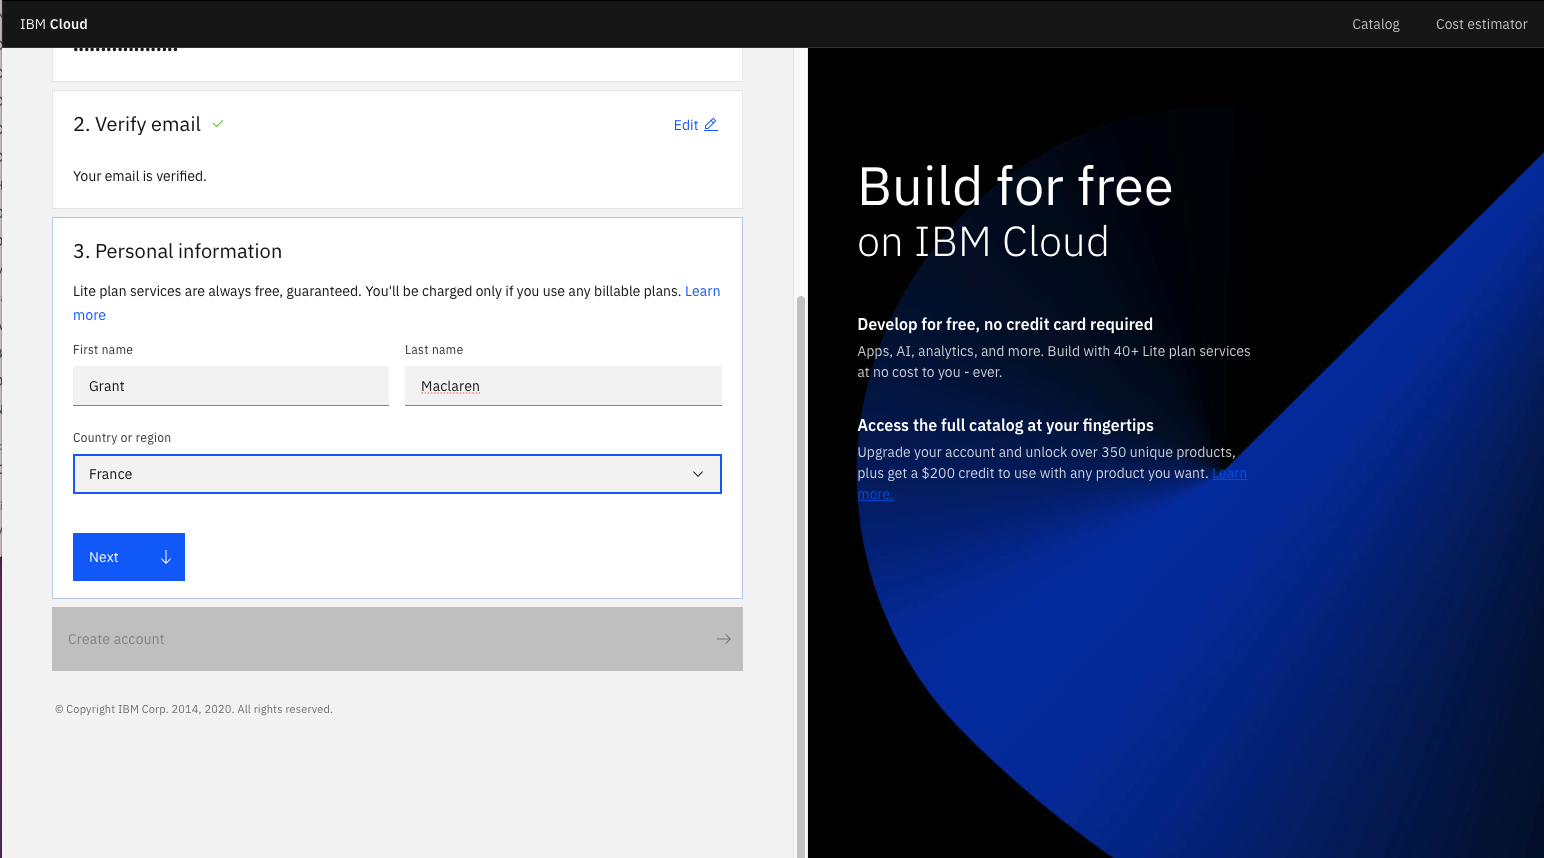 IBM Cloud
Catalog
Cost estimator
2. Verify email
Edit
Your email is verified.
3. Personal information
Lite plan services are always free, guaranteed. You'll be charged only if you use any billable plans. Learn
more
First name
Last name
Grant
Maclaren
Country or region
France
Next
Create account
© Copyright IBM Corp. 2014, 2020. All rights reserved.
Build for free
on IBM Cloud
Develop for free, no credit card required
Apps, AI, analytics, and more. Build with 40+ Lite plan services
at no cost to you - ever.
Access the full catalog at your fingertips
Upgrade your account and unlock over 350 unique products,
plus get a $200 credit to use with any product you want. Learn
more.